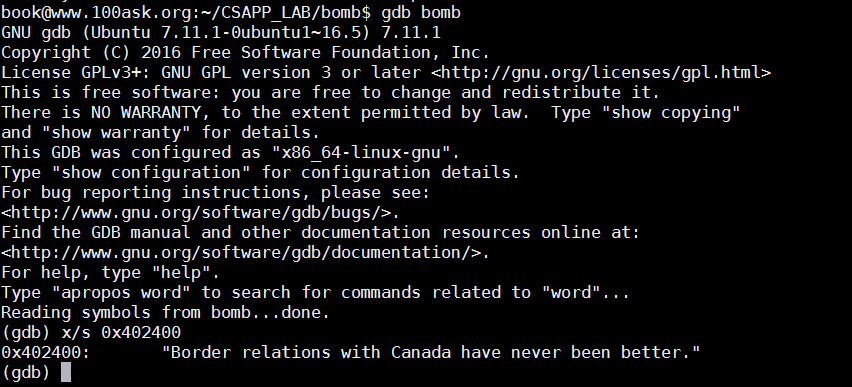 book@www.100ask.org:~/CSAPP_LAB/bomb$ gdb bomb
GNU gdb (Ubuntu 7.11.1-0ubuntu1~16.5) 7.11.1
Copyright (C) 2016 Free Software Foundation, Inc.
License GPLv3+: GNU GPL version 3 or later <http://gnu.org/licenses/gpl.html>
This is free software: you are free to change and redistribute it.
There is NO WARRANTY, to the extent permitted by law.  Type "show copying"
and "show warranty" for details.
This GDB was configured as "x86_64-linux-gnu".
Type "show configuration" for configuration details.
For bug reporting instructions, please see:
<http://www.gnu.org/software/gdb/bugs/>.
Find the GDB manual and other documentation resources online at:
<http://www.gnu.org/software/gdb/documentation/>.
For help, type "help".
Type "apropos word" to search for commands related to "word"...
Reading symbols from bomb...done.
(gdb) x/s 0x402400
0x402400:       "Border relations with Canada have never been better."
(gdb)